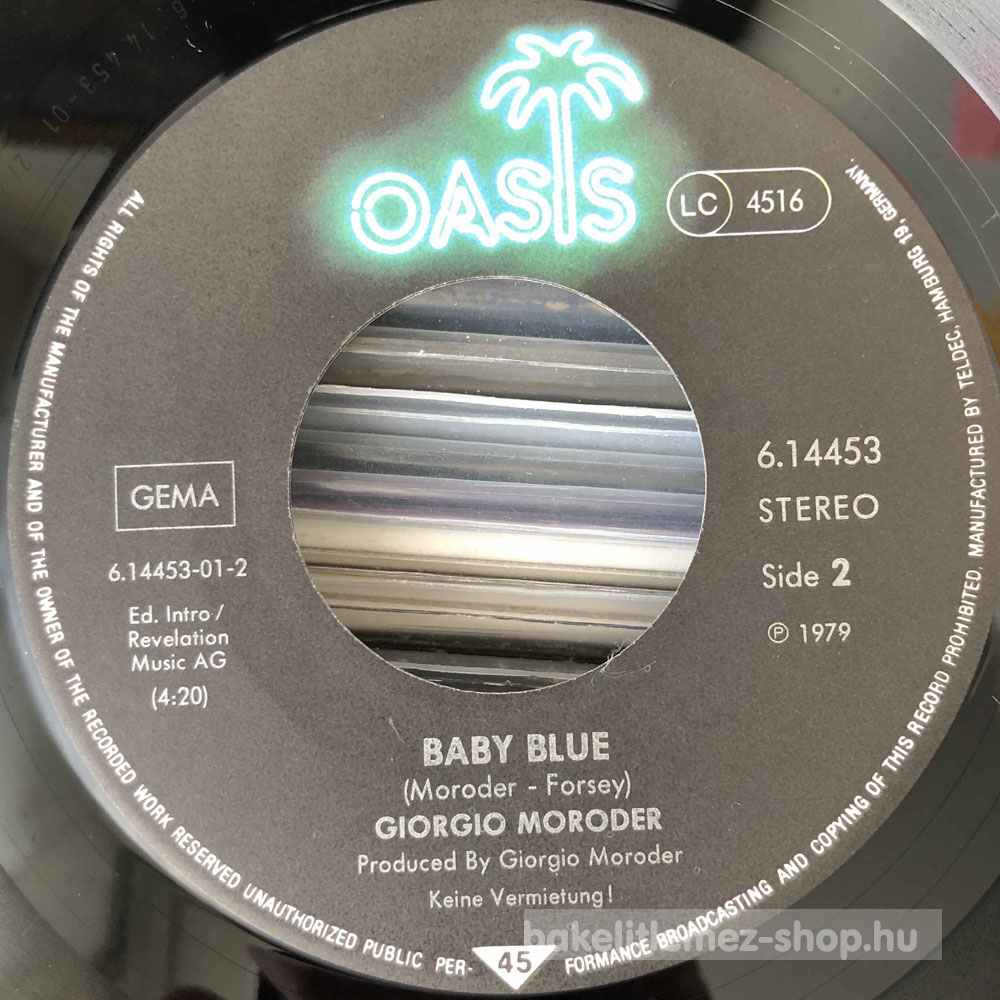 OASIS
LC 4516
GEMA
6.14453-01-2
Ed. Intro/
Revelation
Music AG
(4:20)
6.14453
STEREO
Side 2
℗ 1979
BABY BLUE
(Moroder - Forsey)
GIORGIO MORODER
Produced By Giorgio Moroder
Keine Vermietung!
45
ALL RIGHTS OF THE MANUFACTURER AND OF THE OWNER OF THE RECORDED WORK RESERVED UNAUTHORIZED PUBLIC PER- FORMANCE BROADCASTING AND COPYING OF THIS RECORD PROHIBITED, MANUFACTURED BY TELDEC, HAMBURG 19, GERMANY
bakelitlemez-shop.hu